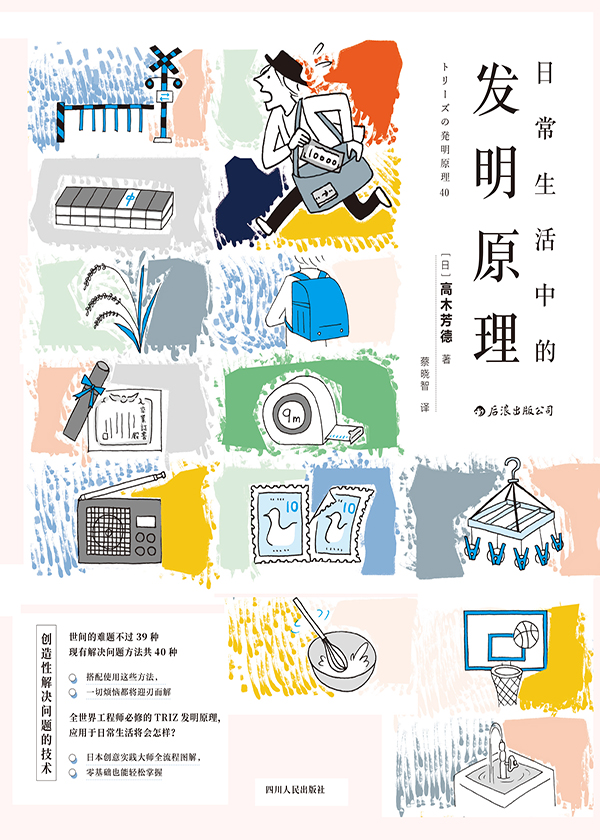 日常生活中的
发明原理
トリーズの発明原理40
[日] 高木芳德 著
蔡晓智 译
后浪出版公司
10000
中
卒業証書
9m
10
10
创造性解决问题的技术
世间的难题不过 39 种
现有解决问题方法共 40 种
搭配使用这些方法，
一切烦恼都将迎刃而解
全世界工程师必修的 TRIZ 发明原理，
应用于日常生活将会怎样？
日本创意实践大师全流程图解，
零基础也能轻松掌握
四川人民出版社